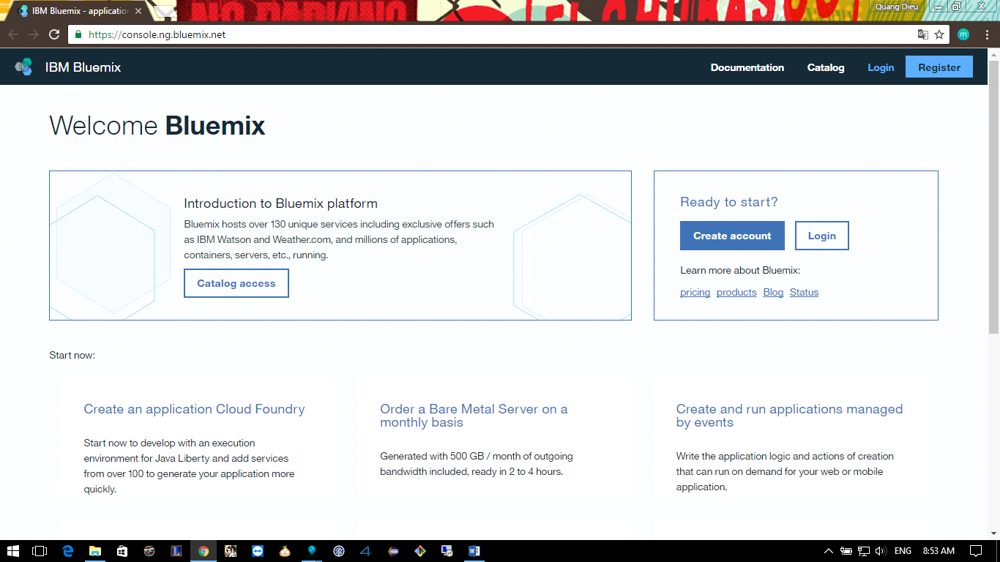 IBM Bluemix - application
NO PARKING
Quang Dieu
https://console.ng.bluemix.net
m
IBM Bluemix
Documentation
Catalog
Login
Register
Welcome Bluemix
Introduction to Bluemix platform
Bluemix hosts over 130 unique services including exclusive offers such
as IBM Watson and Weather.com, and millions of applications,
containers, servers, etc., running.
Catalog access
Ready to start?
Create account
Login
Learn more about Bluemix:
pricing products Blog Status
Start now:
Create an application Cloud Foundry
Start now to develop with an execution
environment for Java Liberty and add services
from over 100 to generate your application more
quickly.
Order a Bare Metal Server on a
monthly basis
Generated with 500 GB / month of outgoing
bandwidth included, ready in 2 to 4 hours.
Create and run applications managed
by events
Write the application logic and actions of creation
that can run on demand for your web or mobile
application.
ENG
8:53 AM